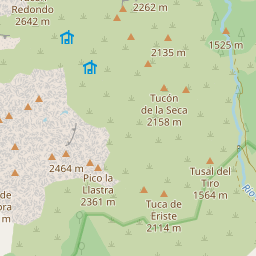 Redondo
2642 m
2262 m
1525 m
2135 m
Tucón
de la Seca
2158 m
2464 m
Pico la
Llastra
2361 m
Tusal del
Tiro
1564 m
Tuca de
Eriste
2114 m
de
m